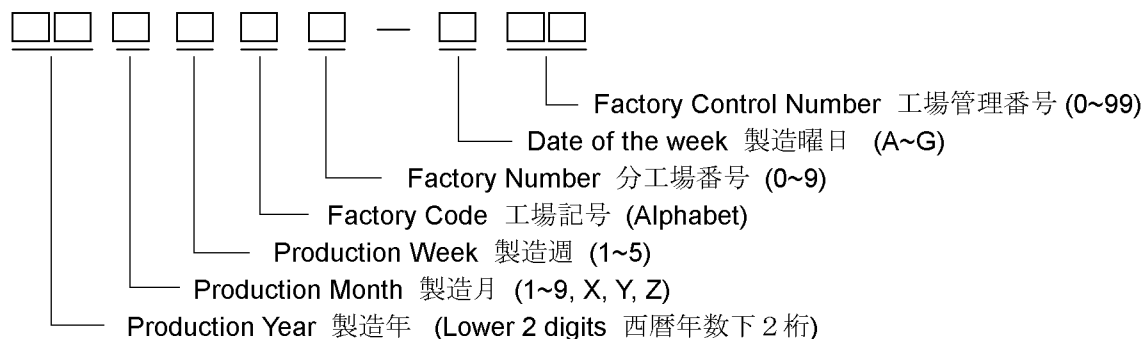 Factory Control Number 工場管理番号 (0~99)
Date of the week 製造曜日 (A~G)
Factory Number 分工場番号 (0~9)
Factory Code 工場記号 (Alphabet)
Production Week 製造週 (1~5)
Production Month 製造月 (1~9, X, Y, Z)
Production Year 製造年 (Lower 2 digits 西暦年数下２桁)